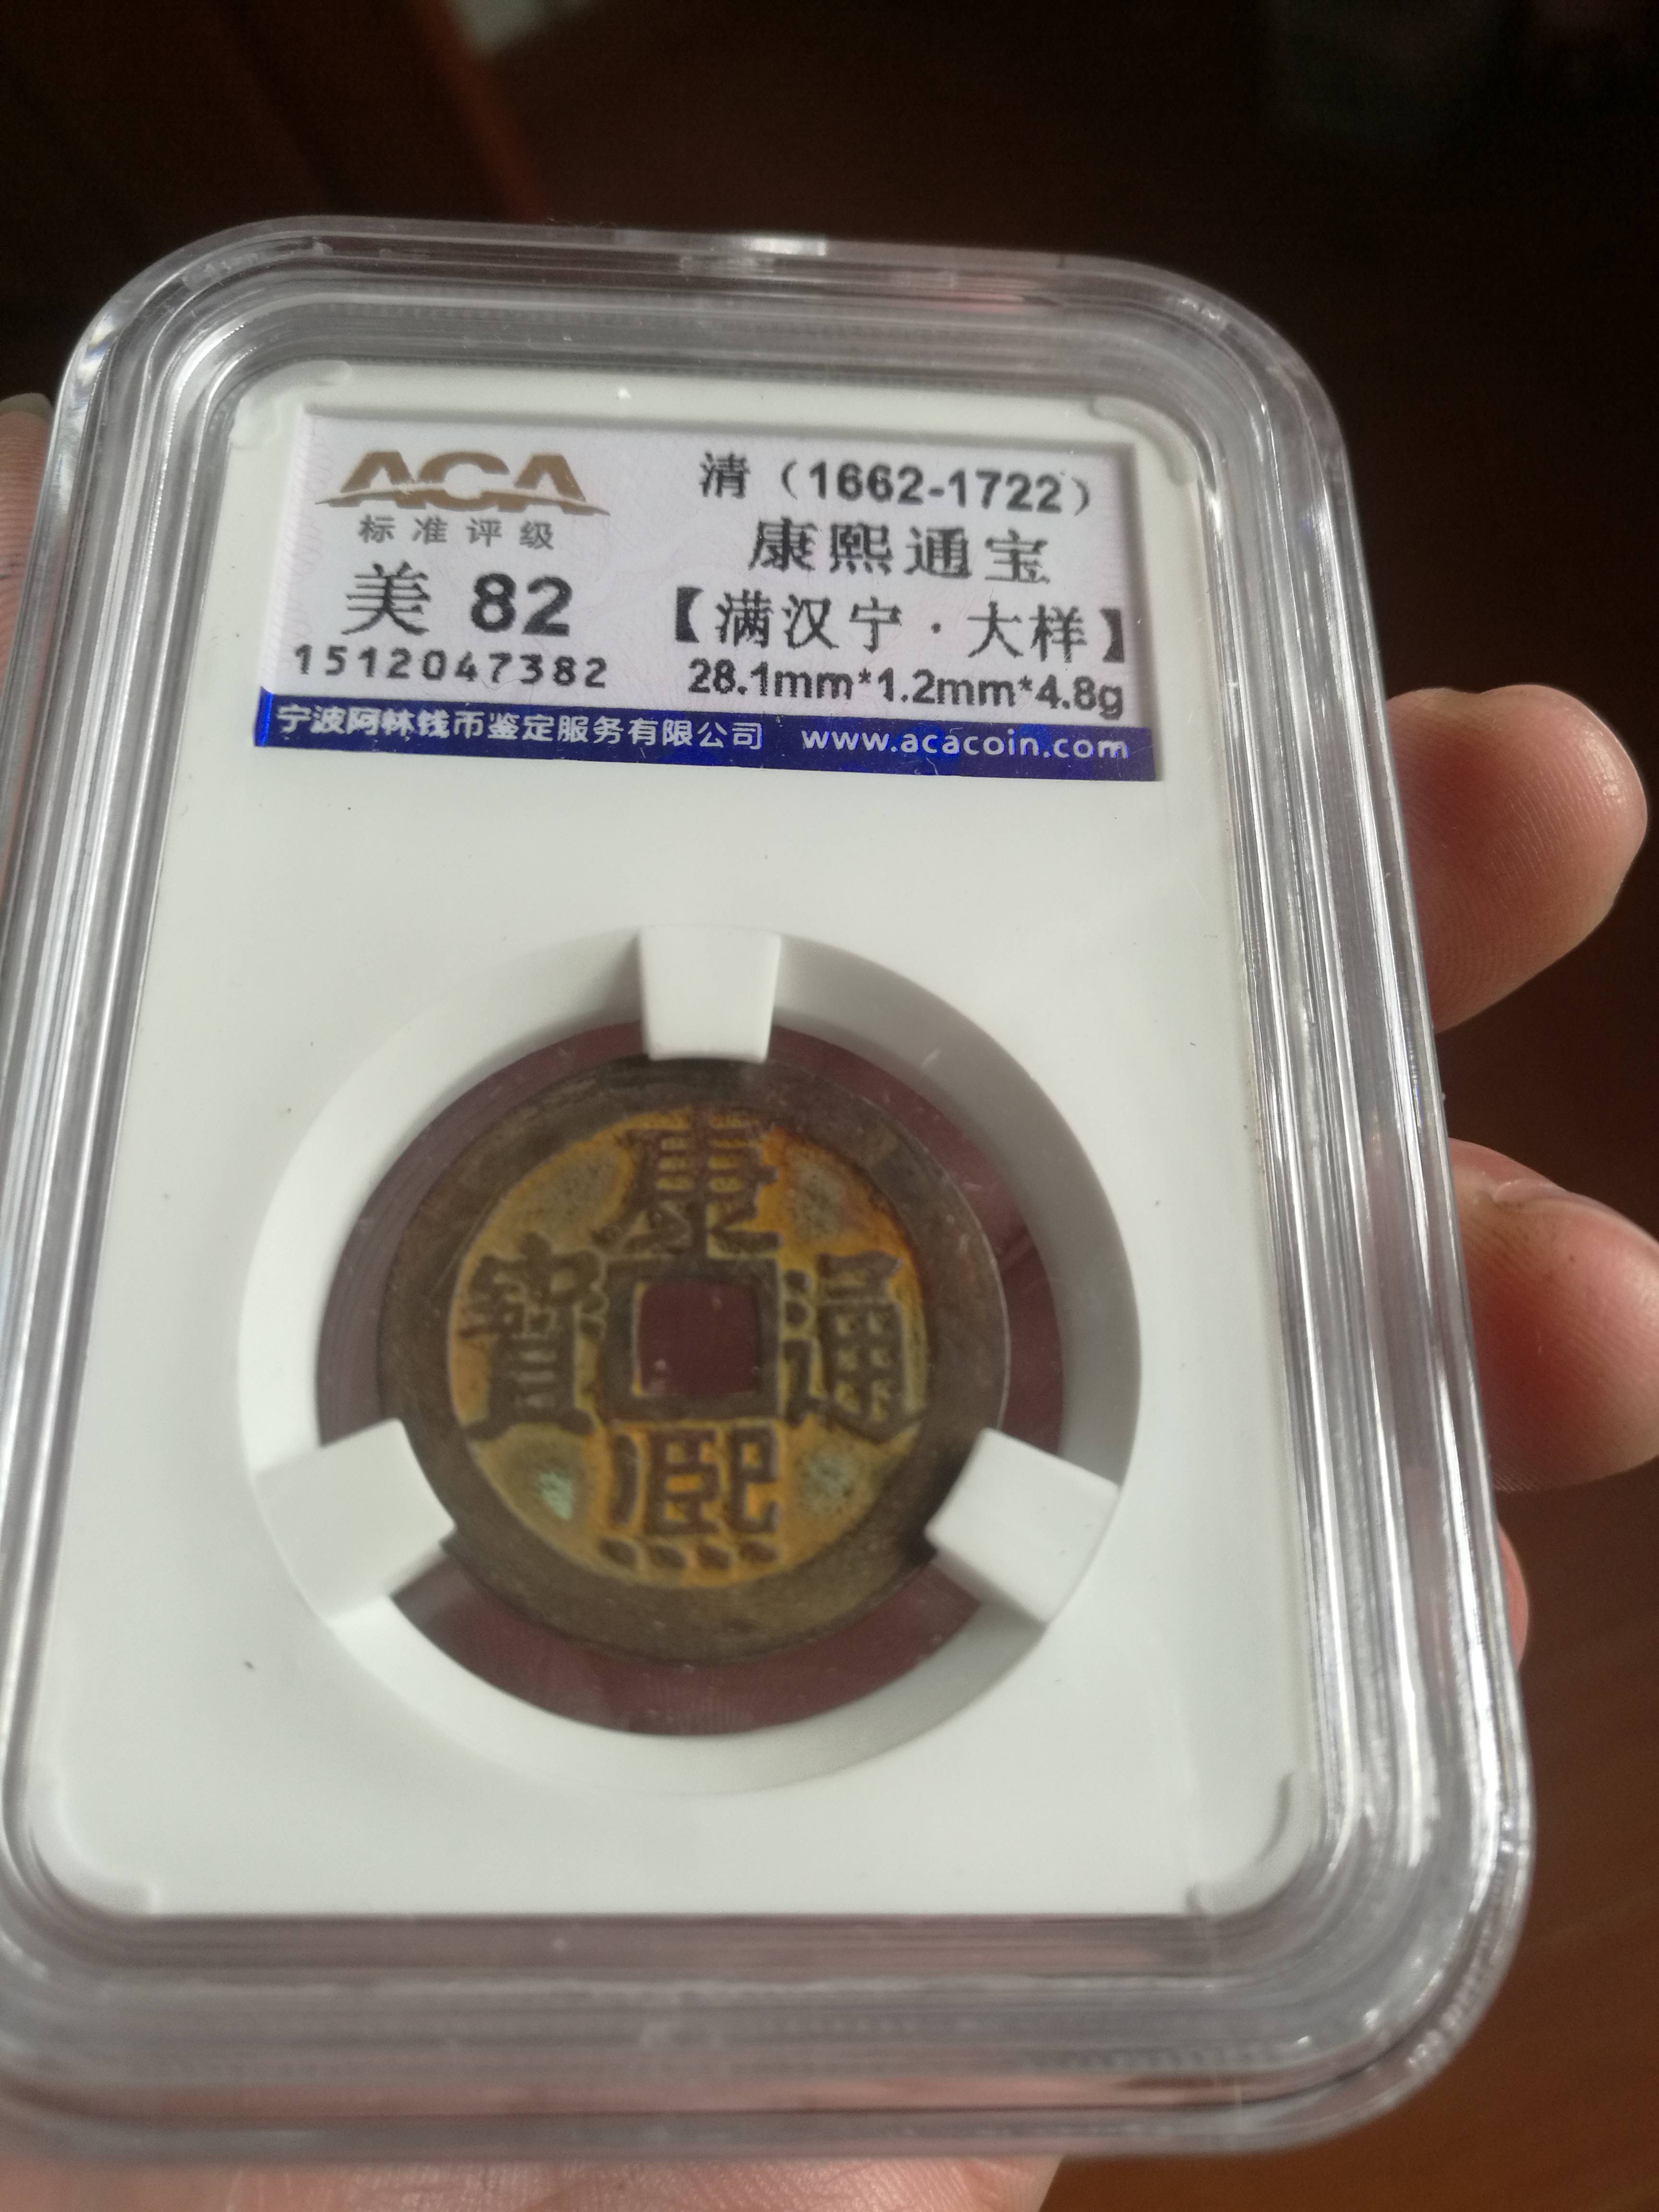 ACA
标准评级
美 82
1512047382
清（1662-1722）
康熙通宝
【满汉宁·大样】
28.1mm*1.2mm*4.8g
宁波阿林钱币鉴定服务有限公司 www.acacoin.com
康熙通寶